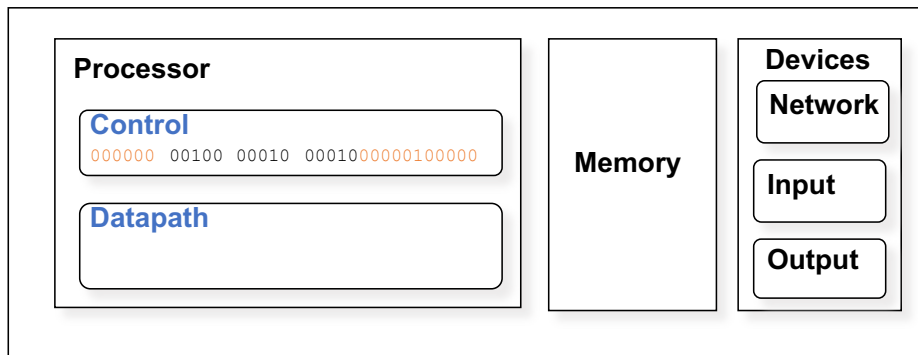 Processor
Control
000000 00100 00010 0001000000100000
Datapath
Memory
Devices
Network
Input
Output